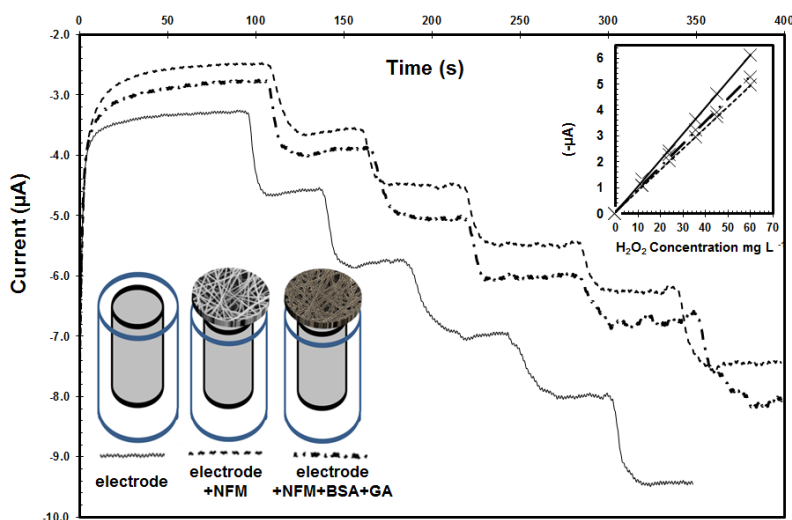 0 50 100 150 200 250 300 350 400
Time (s)
-2.0
-3.0
-4.0
-5.0
-6.0
-7.0
-8.0
-9.0
-10.0
Current (μA)
6
5
4
3
2
1
0
(-μA)
0 10 20 30 40 50 60 70
H₂O₂ Concentration mg L⁻
electrode
electrode
+NFM
electrode
+NFM+BSA+GA